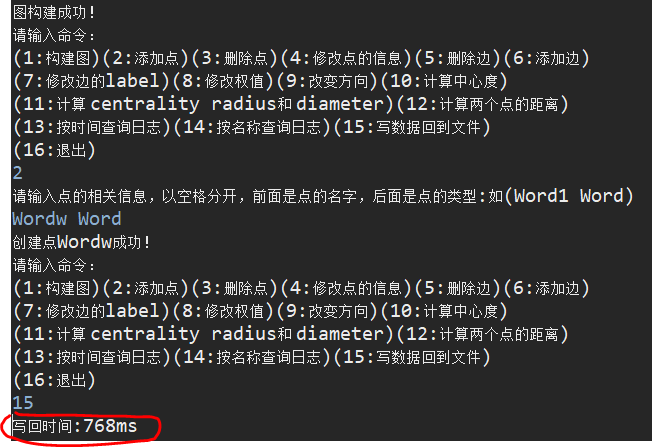 图构建成功!
请输入命令:
(1:构建图)(2:添加点)(3:删除点)(4:修改点的信息)(5:删除边)(6:添加边)
(7:修改边的label)(8:修改权值)(9:改变方向)(10:计算中心度)
(11:计算 centrality radius和 diameter)(12:计算两个点的距离)
(13:按时间查询日志)(14:按名称查询日志)(15:写数据回到文件)
(16:退出)
2
请输入点的相关信息,以空格分开,前面是点的名字,后面是点的类型:如(Word1 Word)
Wordw Word
创建点Wordw成功!
请输入命令:
(1:构建图)(2:添加点)(3:删除点)(4:修改点的信息)(5:删除边)(6:添加边)
(7:修改边的label)(8:修改权值)(9:改变方向)(10:计算中心度)
(11:计算 centrality radius和 diameter)(12:计算两个点的距离)
(13:按时间查询日志)(14:按名称查询日志)(15:写数据回到文件)
(16:退出)
15
写回时间:768ms